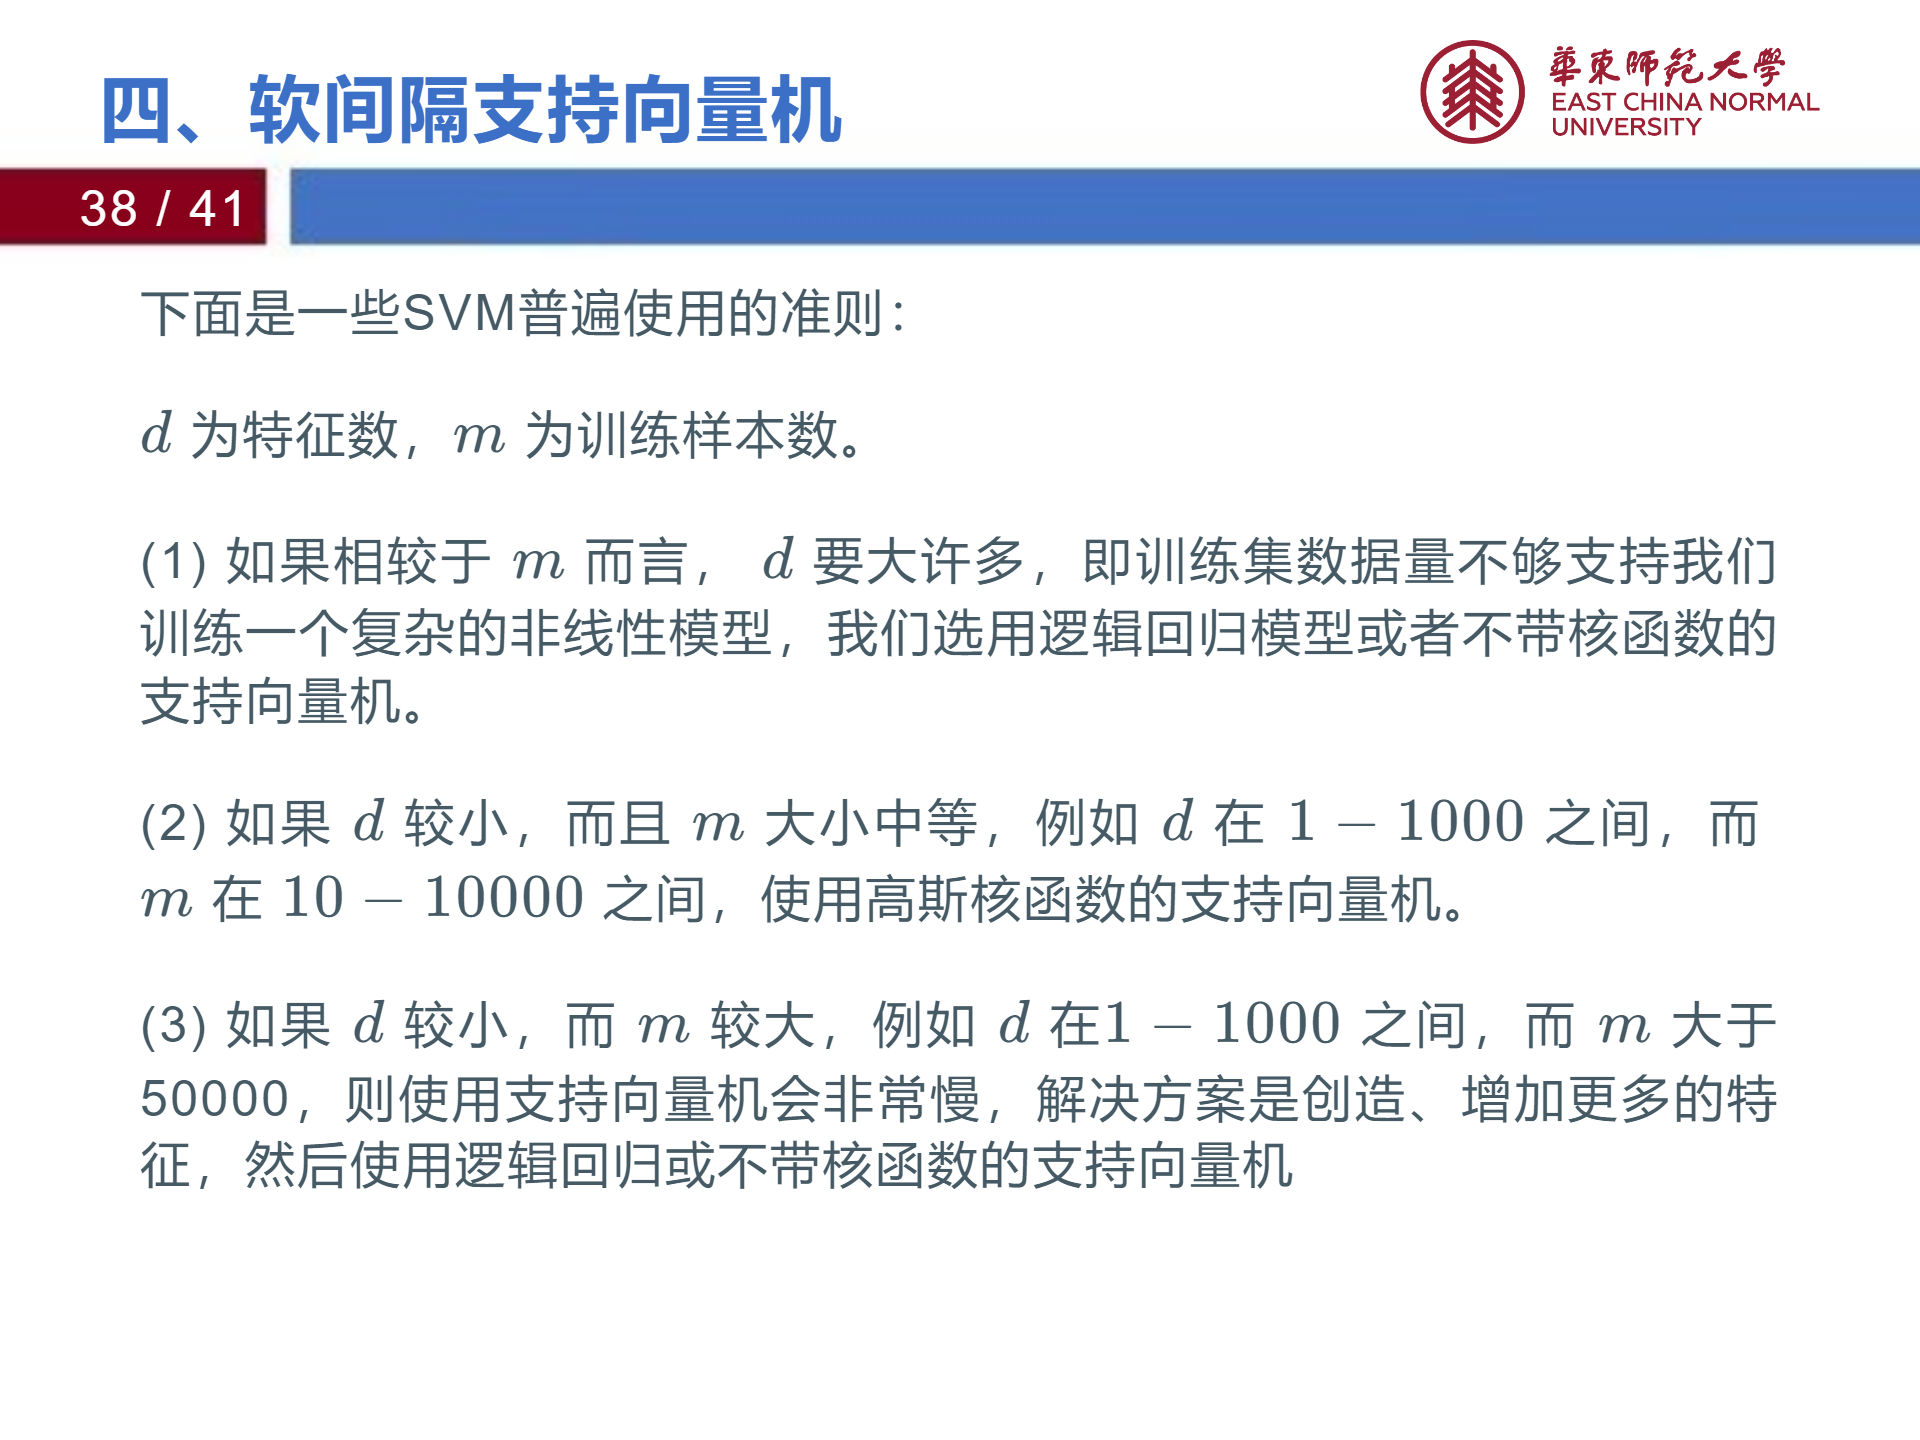 四、软间隔支持向量机
華東師範大學
EAST CHINA NORMAL
UNIVERSITY
38 / 41
下面是一些SVM普遍使用的准则：
d 为特征数，m 为训练样本数。
(1) 如果相较于 m 而言， d 要大许多，即训练集数据量不够支持我们
训练一个复杂的非线性模型，我们选用逻辑回归模型或者不带核函数的
支持向量机。
(2) 如果 d 较小，而且 m 大小中等，例如 d 在 1 − 1000 之间，而
m 在 10 − 10000 之间，使用高斯核函数的支持向量机。
(3) 如果 d 较小，而 m 较大，例如 d 在1 − 1000 之间，而 m 大于
50000，则使用支持向量机会非常慢，解决方案是创造、增加更多的特
征，然后使用逻辑回归或不带核函数的支持向量机